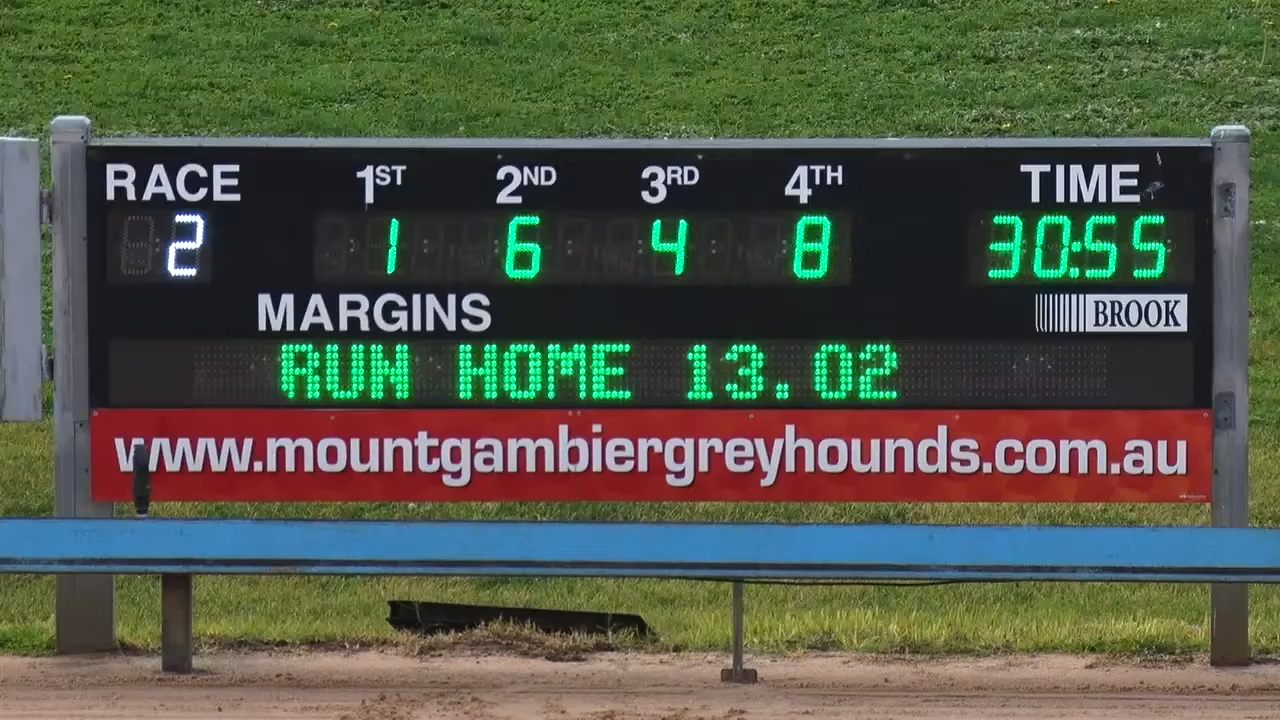 RACE 1ST 2ND 3RD 4TH TIME
2 1 6 4 8 30:55
MARGINS BROOK
RUN HOME 13.02
www.mountgambiergreyhounds.com.au